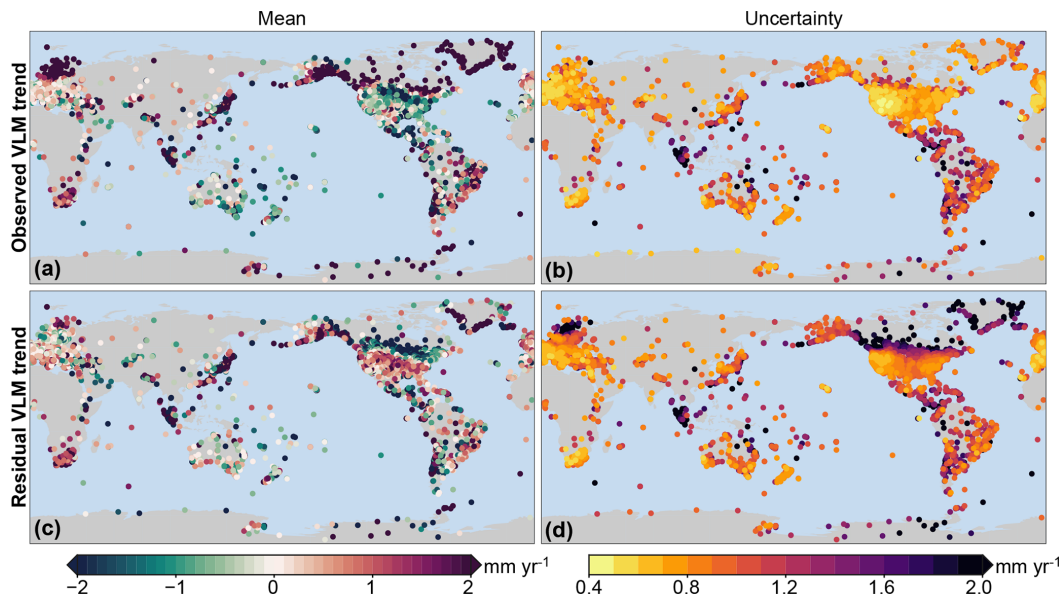 Mean
Uncertainty
Observed VLM trend
(a)
(b)
Residual VLM trend
(c)
(d)
−2 −1 0 1 2 mm yr⁻¹
0.4 0.8 1.2 1.6 2.0 mm yr⁻¹